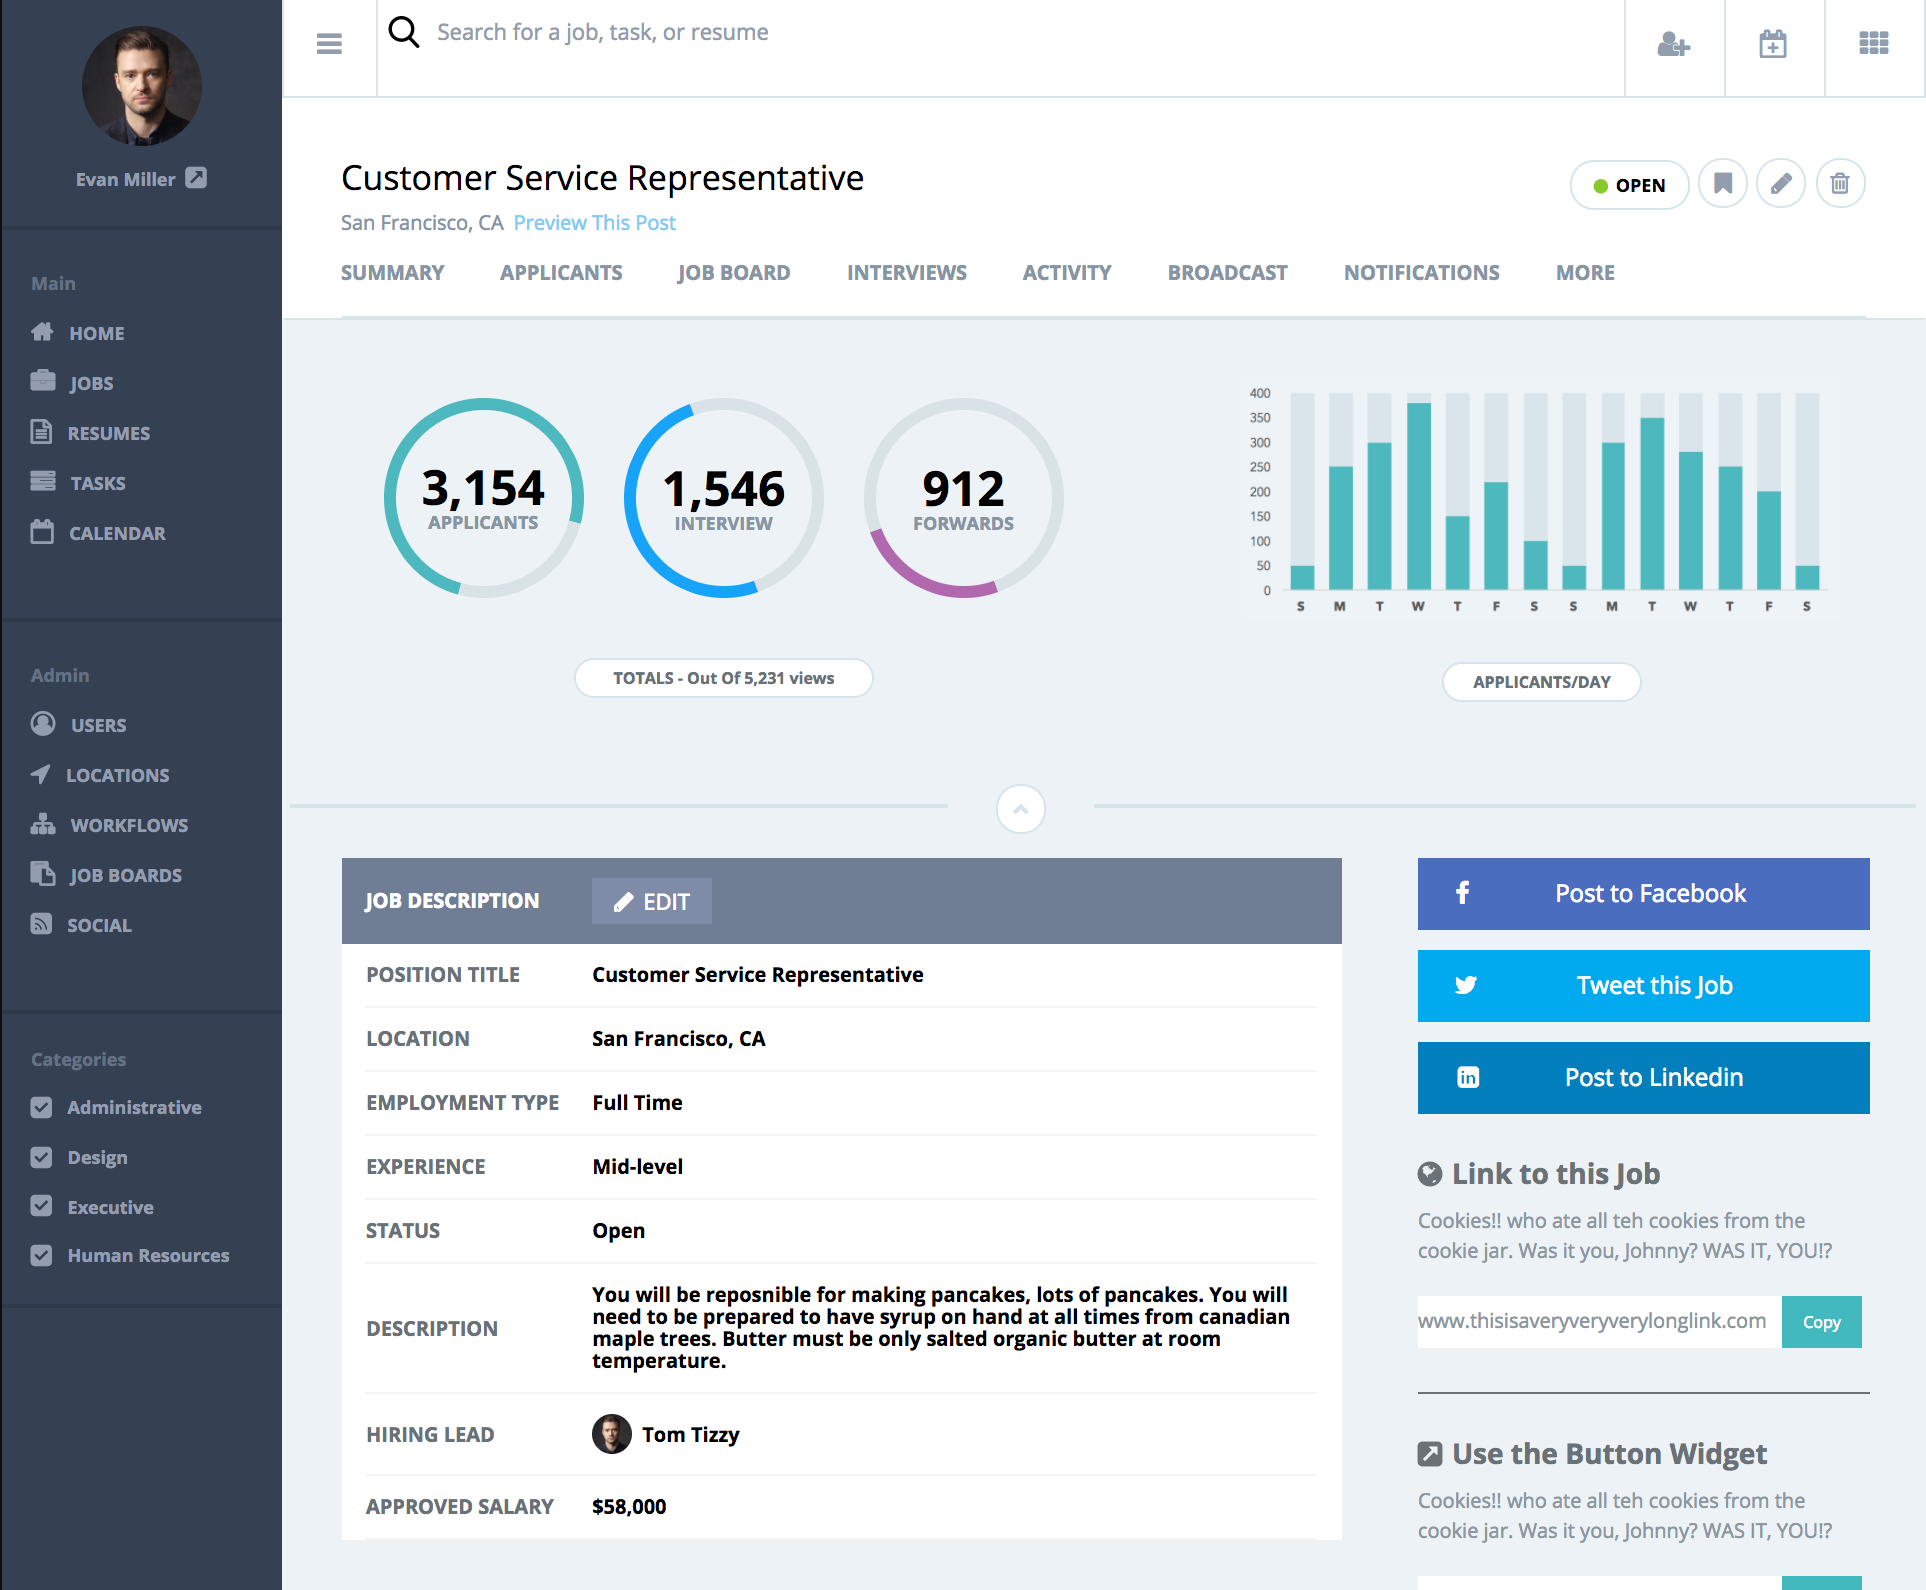 Evan Miller
Main
HOME
JOBS
RESUMES
TASKS
CALENDAR
Admin
USERS
LOCATIONS
WORKFLOWS
JOB BOARDS
SOCIAL
Categories
Administrative
Design
Executive
Human Resources
Search for a job, task, or resume
Customer Service Representative
OPEN
San Francisco, CA Preview This Post
SUMMARY APPLICANTS JOB BOARD INTERVIEWS ACTIVITY BROADCAST NOTIFICATIONS MORE
3,154
APPLICANTS
1,546
INTERVIEW
912
FORWARDS
TOTALS - Out Of 5,231 views
400
350
300
250
200
150
100
50
0
S M T W T F S S M T W T F S
APPLICANTS/DAY
JOB DESCRIPTION EDIT
POSITION TITLE Customer Service Representative
LOCATION San Francisco, CA
EMPLOYMENT TYPE Full Time
EXPERIENCE Mid-level
STATUS Open
DESCRIPTION
You will be reposnible for making pancakes, lots of pancakes. You will
need to be prepared to have syrup on hand at all times from canadian
maple trees. Butter must be only salted organic butter at room
temperature.
HIRING LEAD Tom Tizzy
APPROVED SALARY $58,000
Post to Facebook
Tweet this Job
in Post to Linkedin
Link to this Job
Cookies!! who ate all teh cookies from the
cookie jar. Was it you, Johnny? WAS IT, YOU!?
www.thisisaveryveryverylonglink.com Copy
Use the Button Widget
Cookies!! who ate all teh cookies from the
cookie jar. Was it you, Johnny? WAS IT, YOU!?